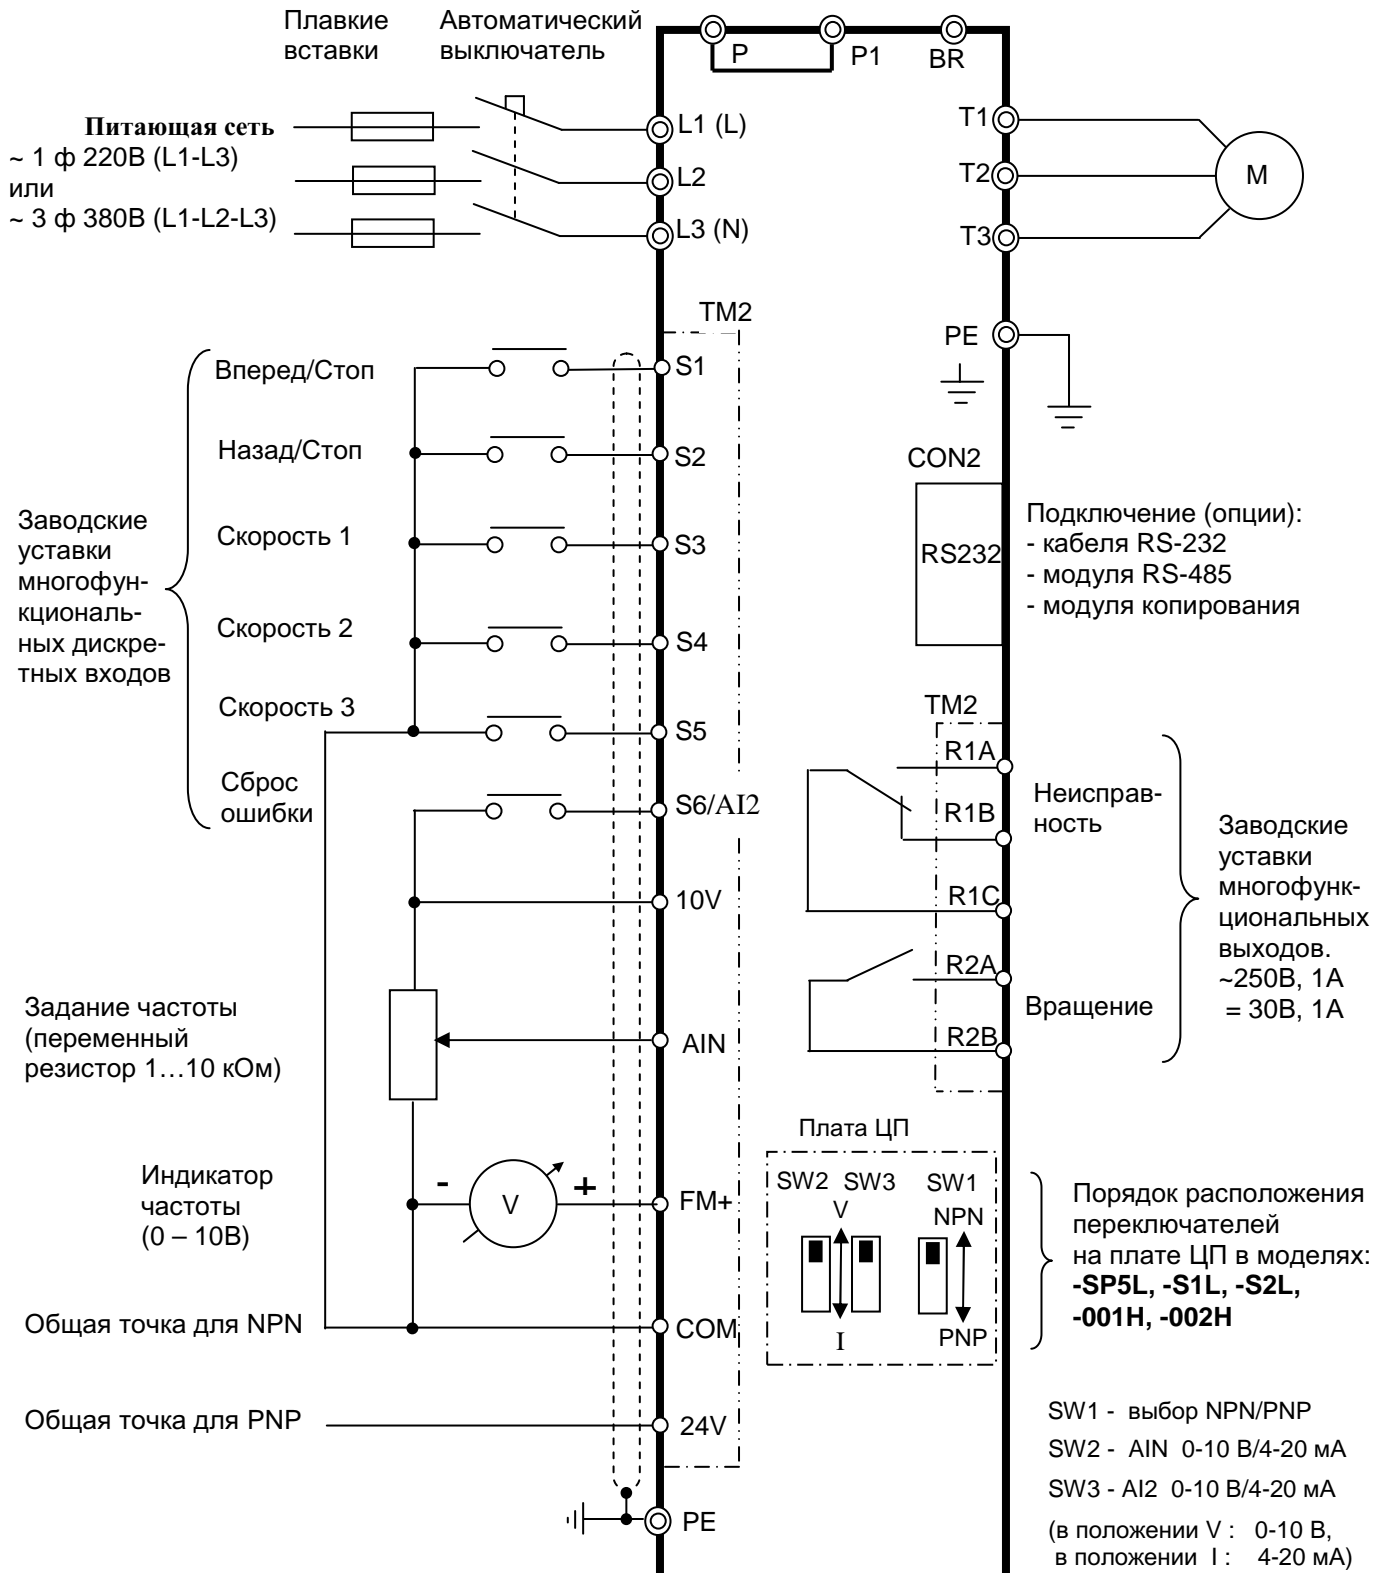 Плавкие
вставки
Автоматический
выключатель
P
P1
BR
Питающая сеть
~ 1 ф 220В (L1-L3)
или
~ 3 ф 380В (L1-L2-L3)
L1 (L)
L2
L3 (N)
T1
T2
T3
M
TM2
PE
Заводские
уставки
многофун-
кциональ-
ных дискре-
тных входов
Вперед/Стоп
Назад/Стоп
Скорость 1
Скорость 2
Скорость 3
Сброс
ошибки
S1
S2
S3
S4
S5
S6/AI2
10V
AIN
FM+
COM
24V
PE
CON2
RS232
Подключение (опции):
- кабеля RS-232
- модуля RS-485
- модуля копирования
TM2
R1A
R1B
R1C
R2A
R2B
Неисправ-
ность
Вращение
Заводские
уставки
многофунк-
циональных
выходов.
~250В, 1А
= 30В, 1А
Задание частоты
(переменный
резистор 1…10 кОм)
Индикатор
частоты
(0 – 10В)
-
V
+
Общая точка для NPN
Общая точка для PNP
Плата ЦП
SW2 SW3 SW1
V
NPN
I
PNP
Порядок расположения
переключателей
на плате ЦП в моделях:
-SP5L, -S1L, -S2L,
-001H, -002H
SW1 - выбор NPN/PNP
SW2 - AIN 0-10 В/4-20 мА
SW3 - AI2 0-10 В/4-20 мА
(в положении V : 0-10 В,
в положении I : 4-20 мА)